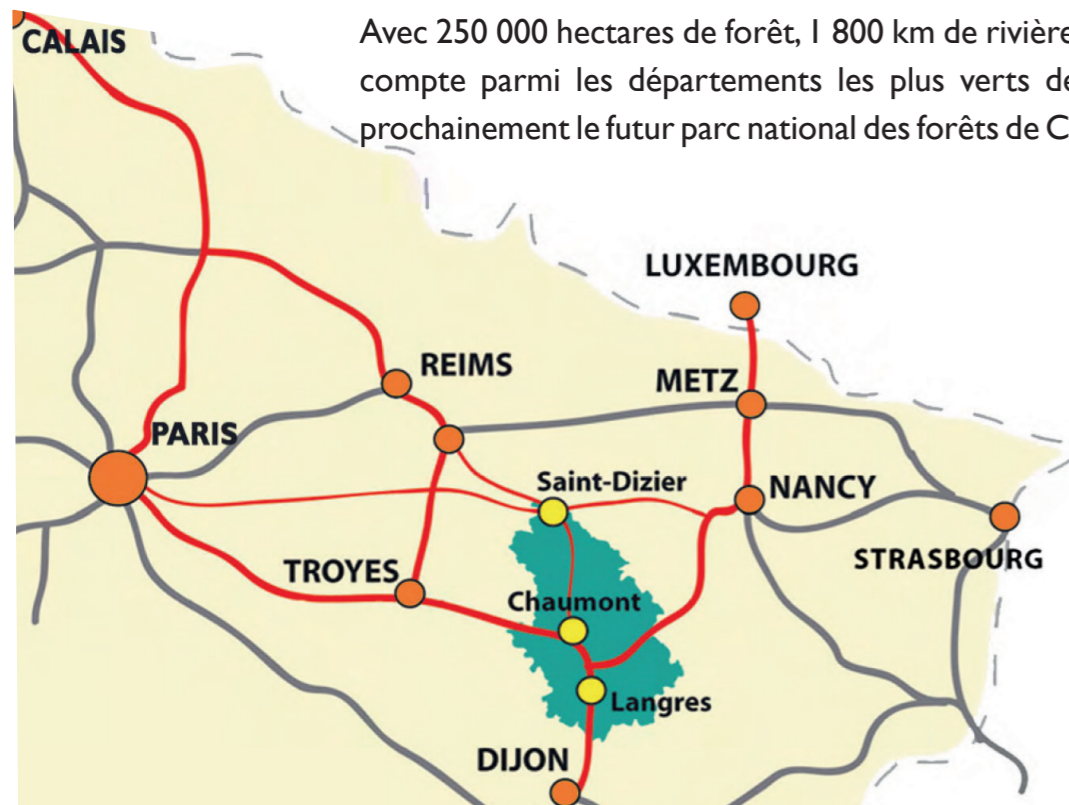 CALAIS
Avec 250 000 hectares de forêt, 1 800 km de rivière
compte parmi les départements les plus verts de
prochainement le futur parc national des forêts de C
LUXEMBOURG
REIMS
METZ
PARIS
Saint-Dizier
NANCY
STRASBOURG
TROYES
Chaumont
Langres
DIJON